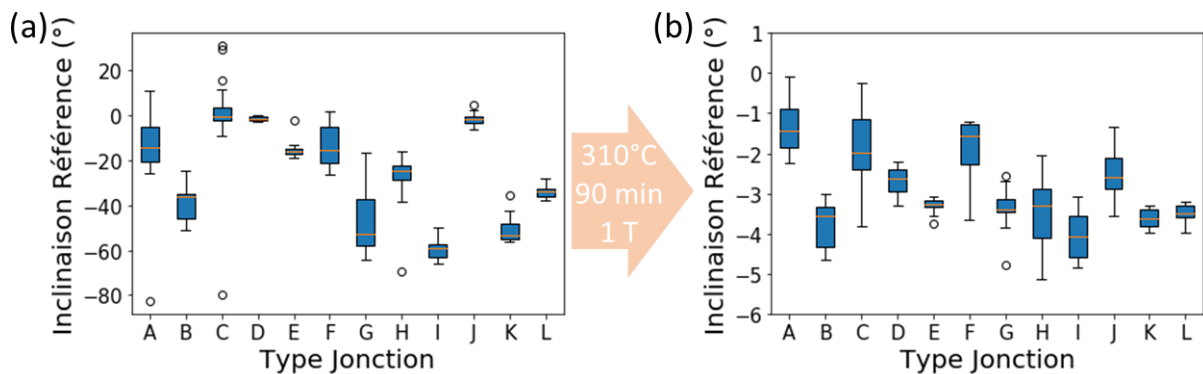 (a)
Inclinaison Référence (°)
20
0
−20
−40
−60
−80
A B C D E F G H I J K L
Type Jonction
310°C
90 min
1 T
(b)
Inclinaison Référence (°)
1
0
−1
−2
−3
−4
−5
−6
A B C D E F G H I J K L
Type Jonction